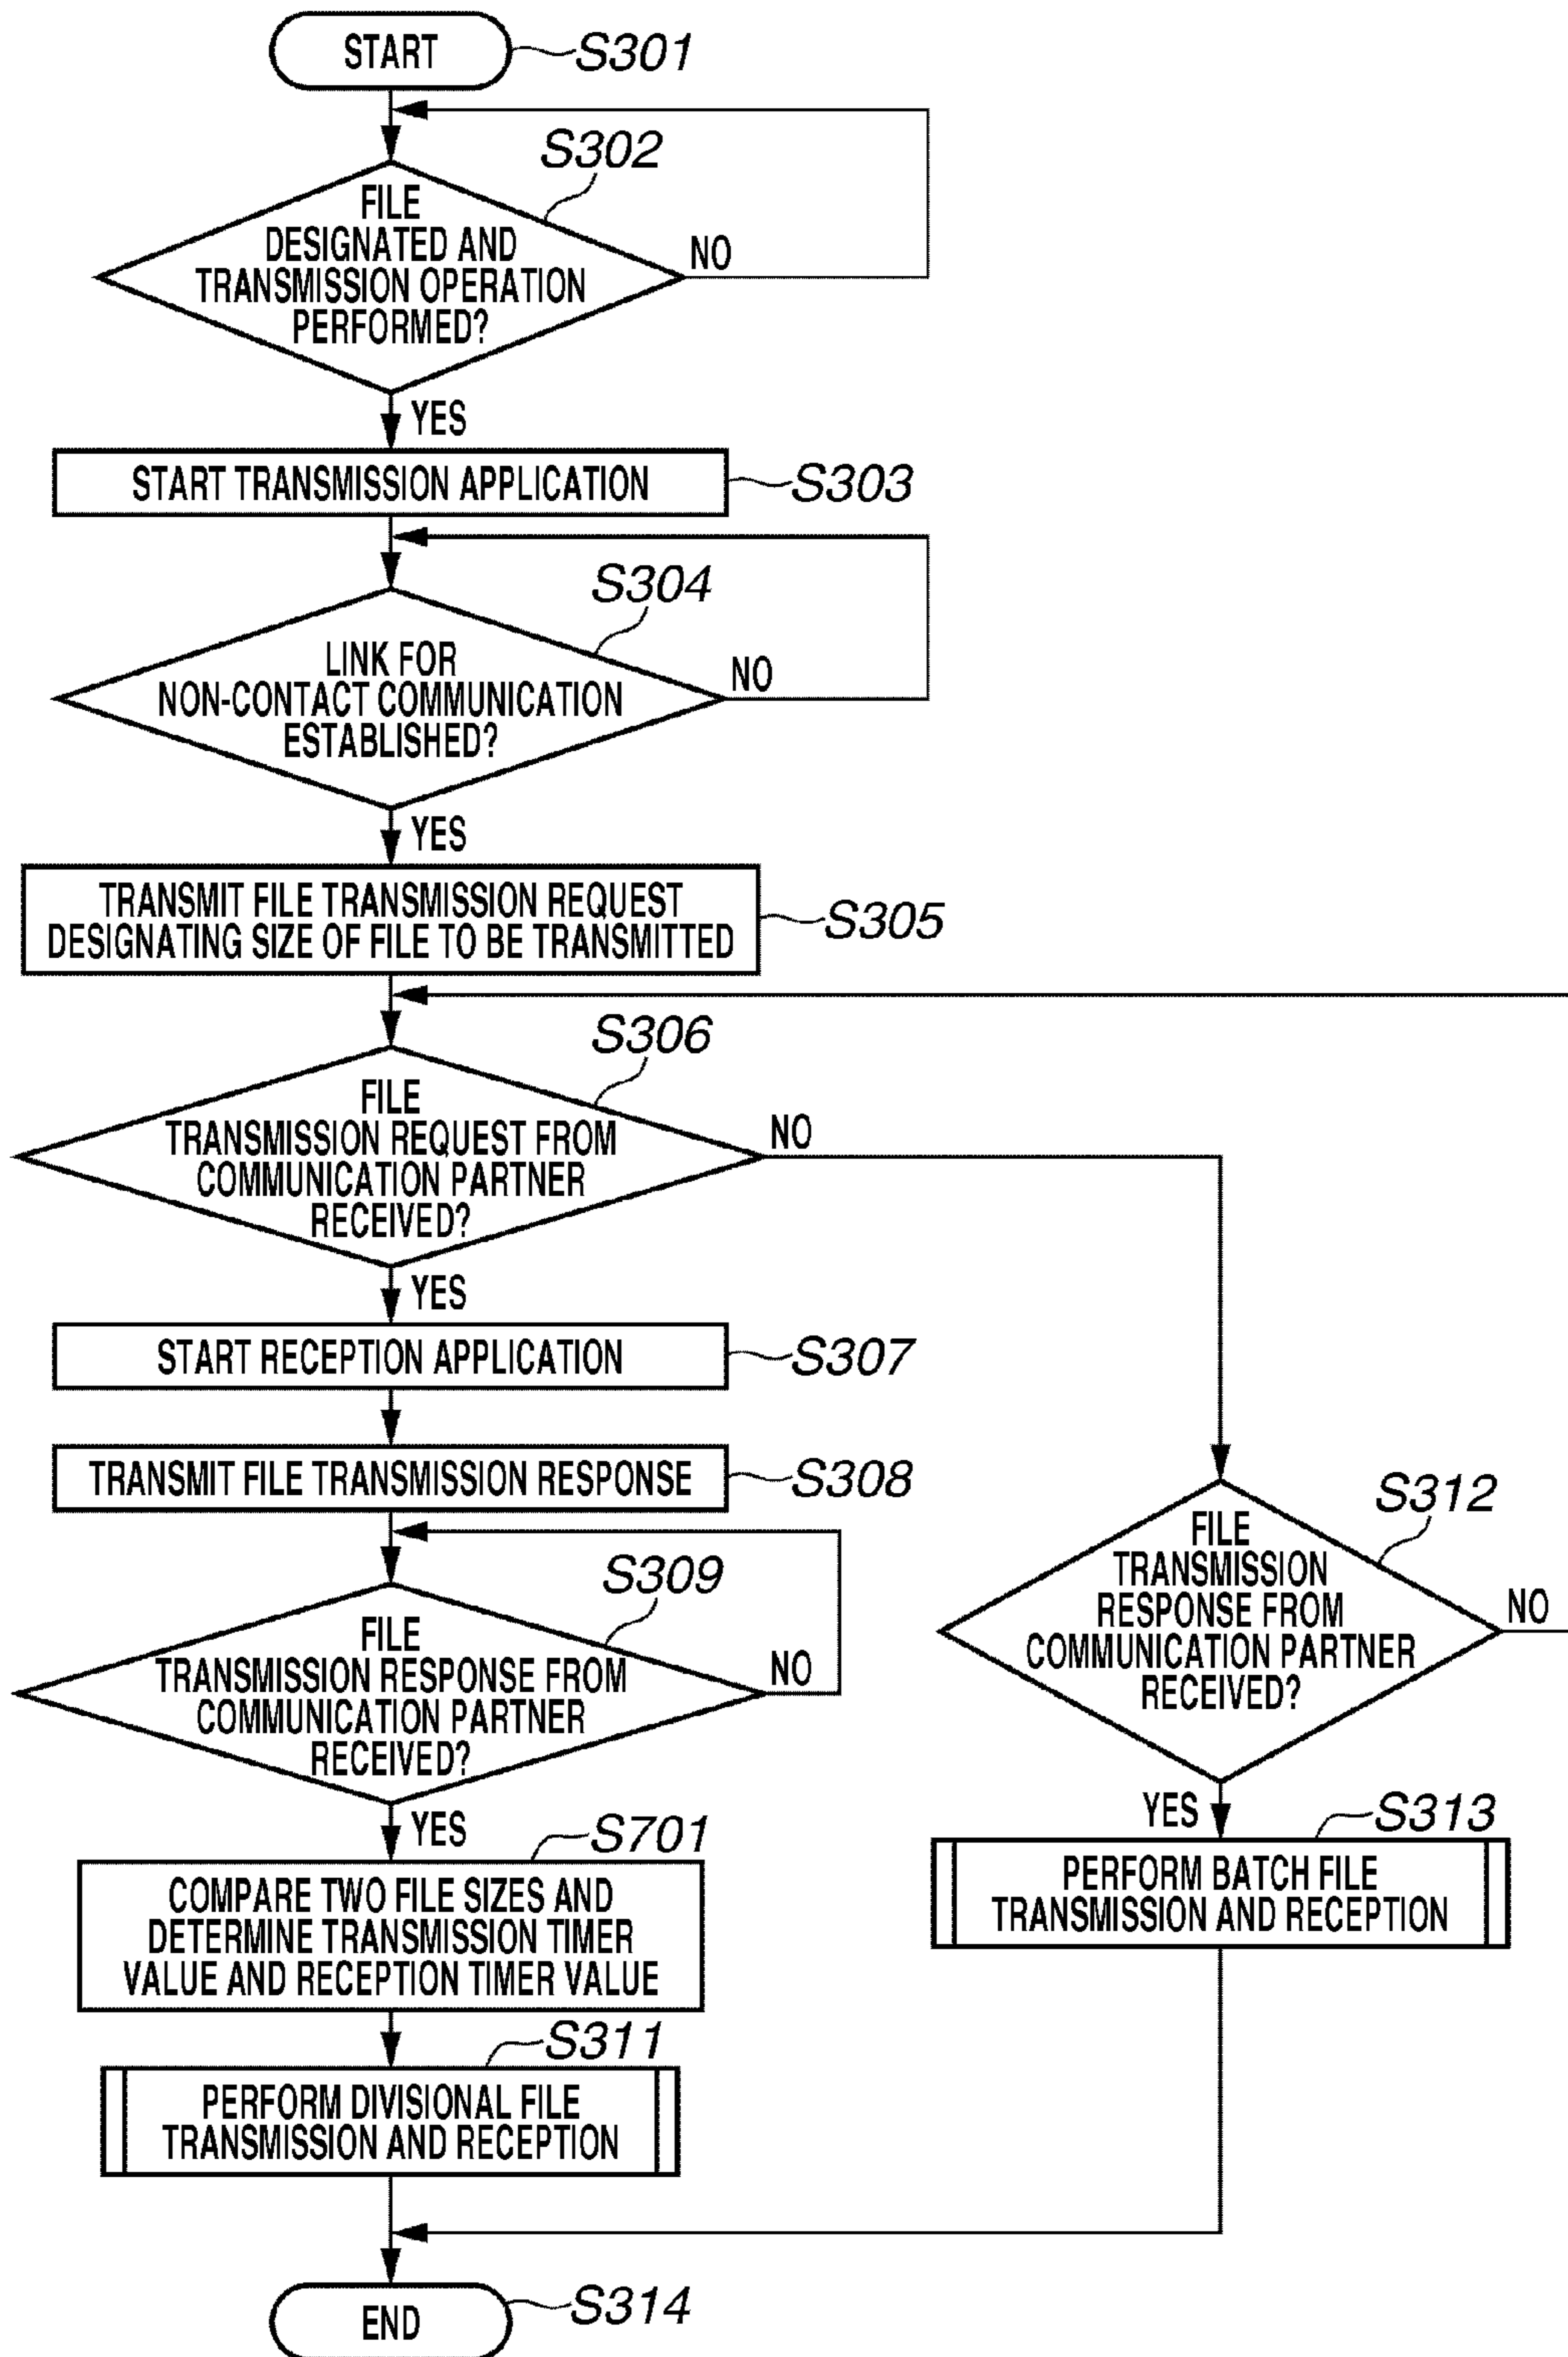 START
S301
S302
FILE
DESIGNATED AND
TRANSMISSION OPERATION
PERFORMED?
NO
YES
START TRANSMISSION APPLICATION
S303
S304
LINK FOR
NON-CONTACT COMMUNICATION
ESTABLISHED?
NO
YES
TRANSMIT FILE TRANSMISSION REQUEST
DESIGNATING SIZE OF FILE TO BE TRANSMITTED
S305
S306
FILE
TRANSMISSION REQUEST FROM
COMMUNICATION PARTNER
RECEIVED?
NO
YES
START RECEPTION APPLICATION
S307
TRANSMIT FILE TRANSMISSION RESPONSE
S308
S309
FILE
TRANSMISSION RESPONSE FROM
COMMUNICATION PARTNER
RECEIVED?
NO
YES
S312
FILE
TRANSMISSION
RESPONSE FROM
COMMUNICATION PARTNER
RECEIVED?
NO
YES
S313
PERFORM BATCH FILE
TRANSMISSION AND RECEPTION
S701
COMPARE TWO FILE SIZES AND
DETERMINE TRANSMISSION TIMER
VALUE AND RECEPTION TIMER VALUE
S311
PERFORM DIVISIONAL FILE
TRANSMISSION AND RECEPTION
END
S314